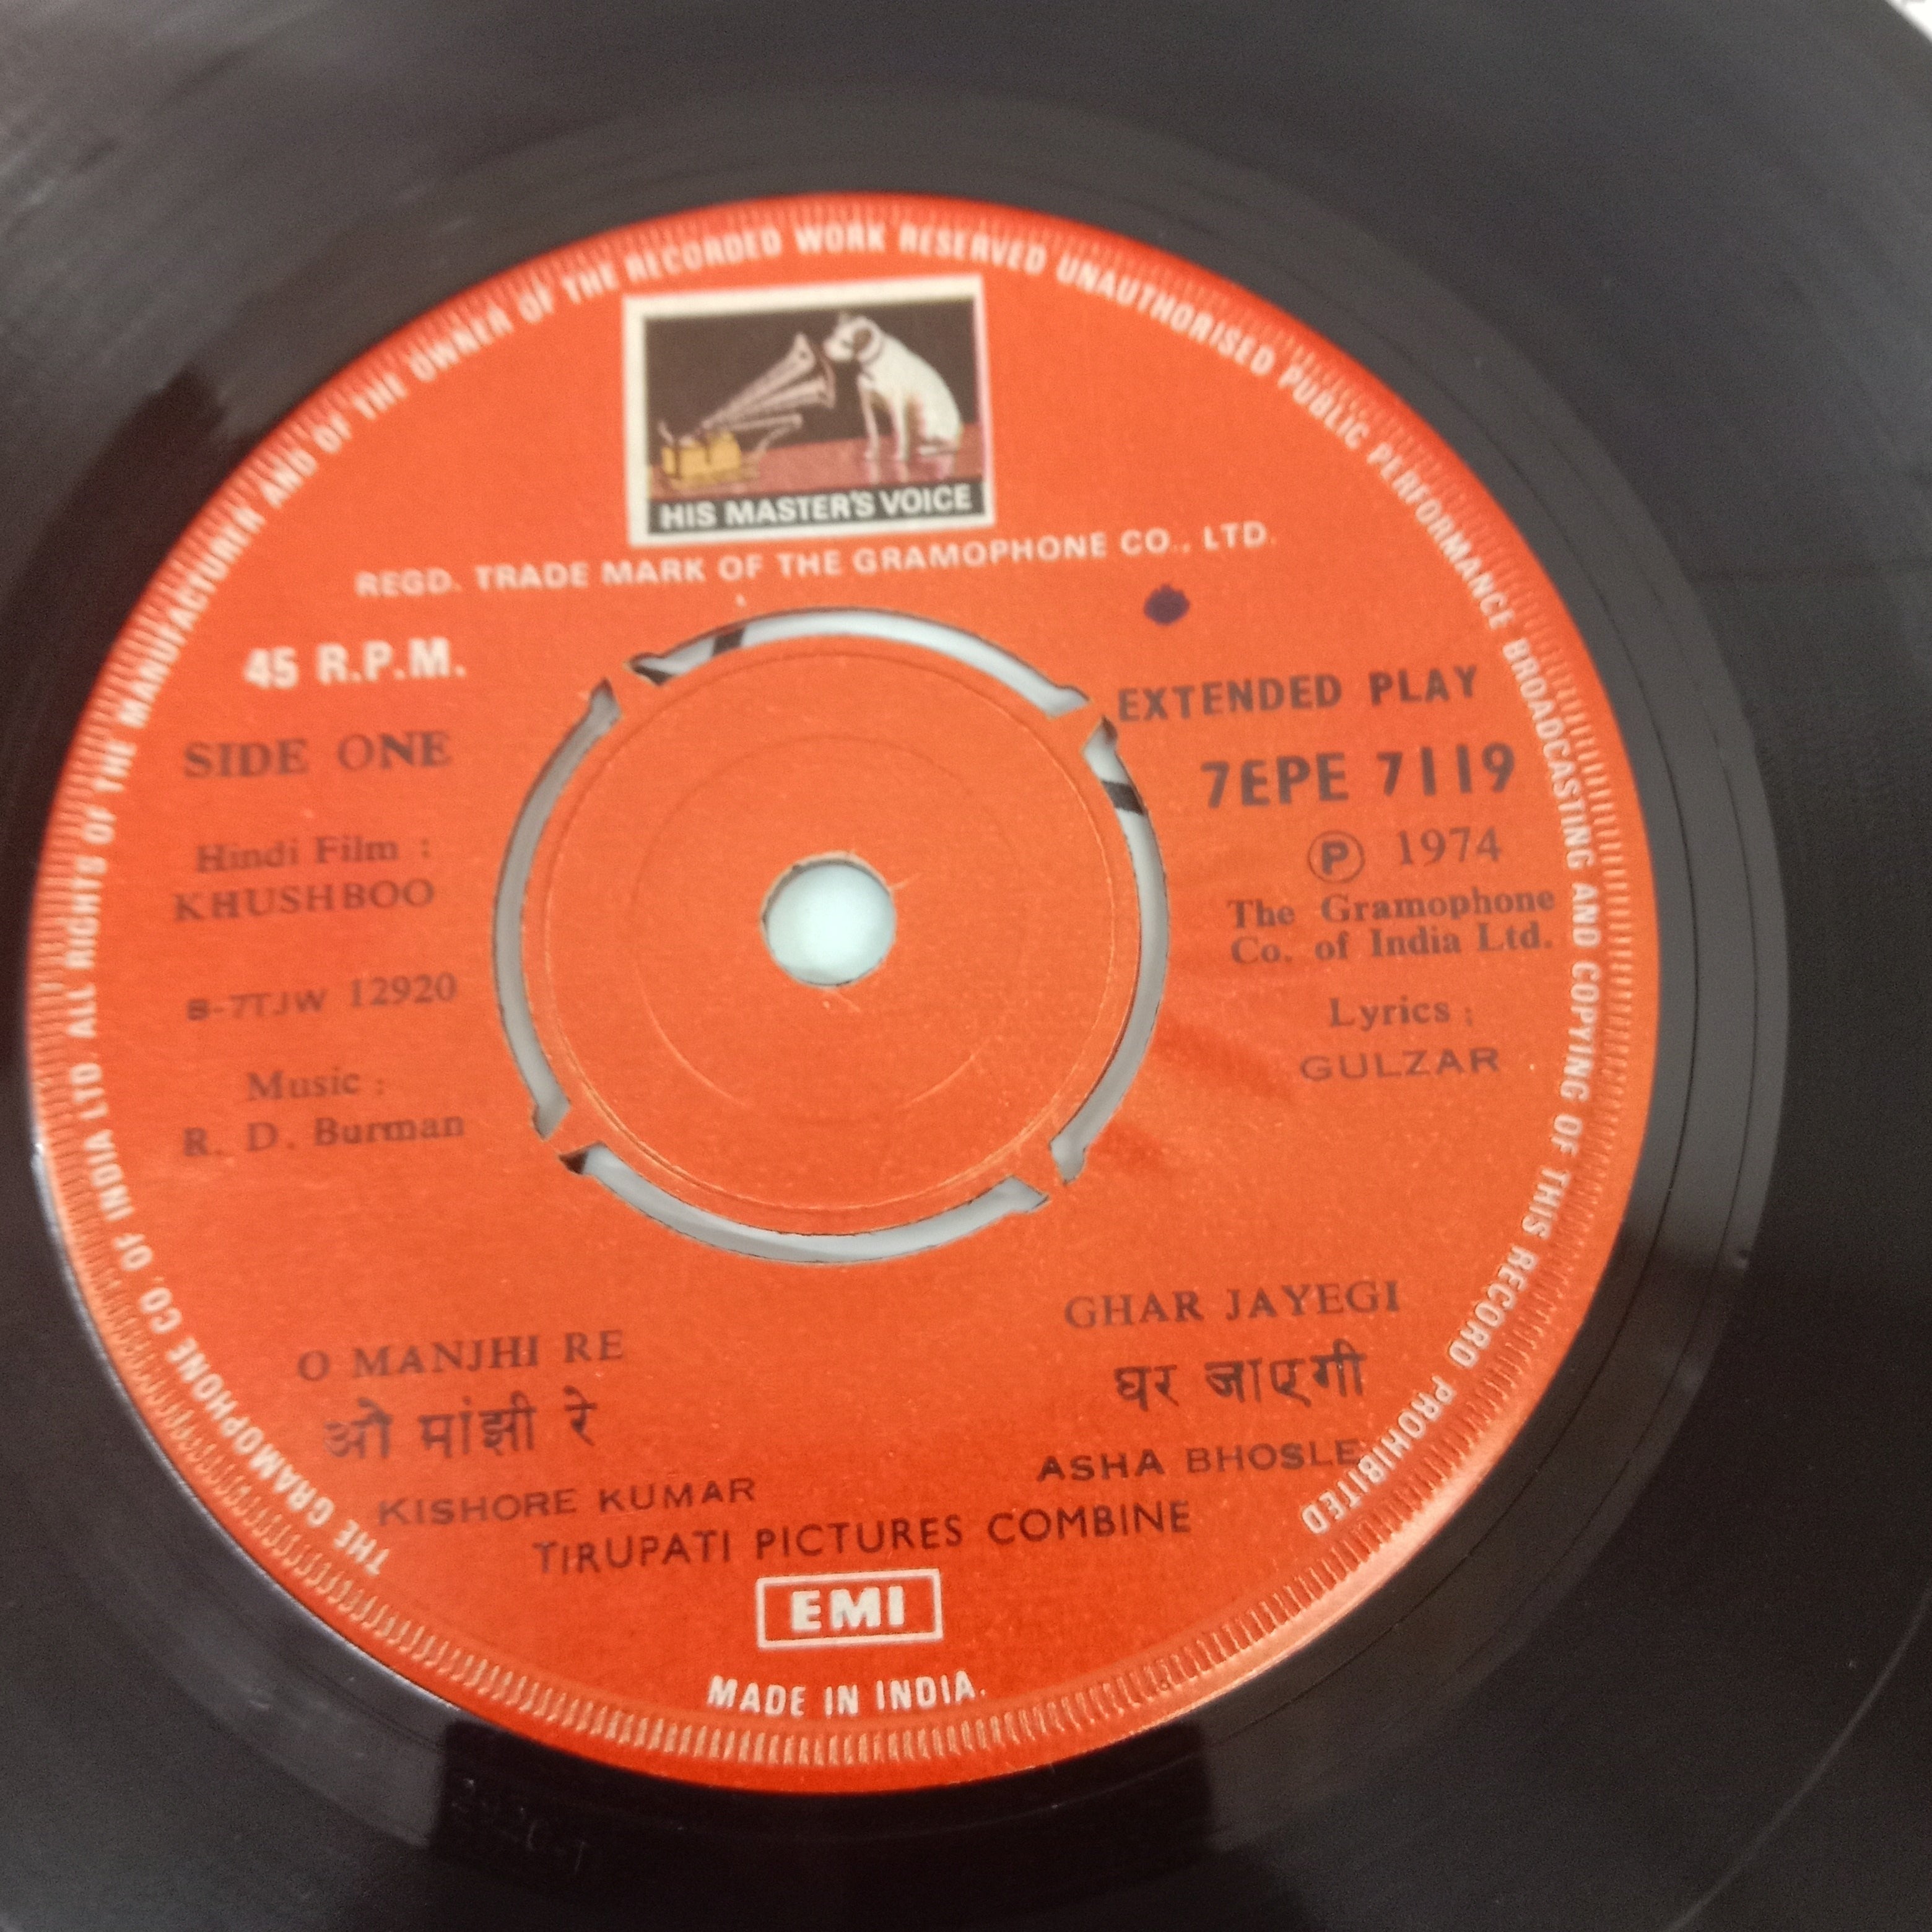 THE GRAMOPHONE CO. OF INDIA LTD. ALL RIGHTS OF THE MANUFACTURER AND OF THE OWNER OF THE RECORDED WORK RESERVED UNAUTHORISED PUBLIC PERFORMANCE BROADCASTING AND COPYING OF THIS RECORD PROHIBITED
HIS MASTER'S VOICE
REGD. TRADE MARK OF THE GRAMOPHONE CO., LTD.
45 R.P.M.
SIDE ONE
Hindi Film :
KHUSHBOO
S-7TJW 12920
Music :
R. D. Burman
EXTENDED PLAY
7EPE 7119
Ⓟ 1974
The Gramophone
Co. of India Ltd.
Lyrics :
GULZAR
O MANJHI RE
ओ मांझी रे
KISHORE KUMAR
GHAR JAYEGI
घर जाएगी
ASHA BHOSLE
TIRUPATI PICTURES COMBINE
EMI
MADE IN INDIA.